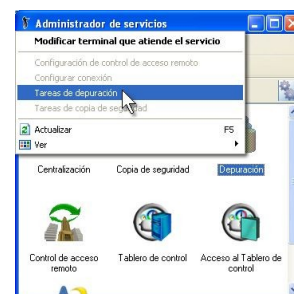 Administrador de servicios
Modificar terminal que atiende el servicio
Configuración de control de acceso remoto
Configurar conexión
Tareas de depuración
Tareas de copia de seguridad
Actualizar F5
Ver
Centralización Copia de seguridad Depuración
Control de acceso remoto Tablero de control Acceso al Tablero de control